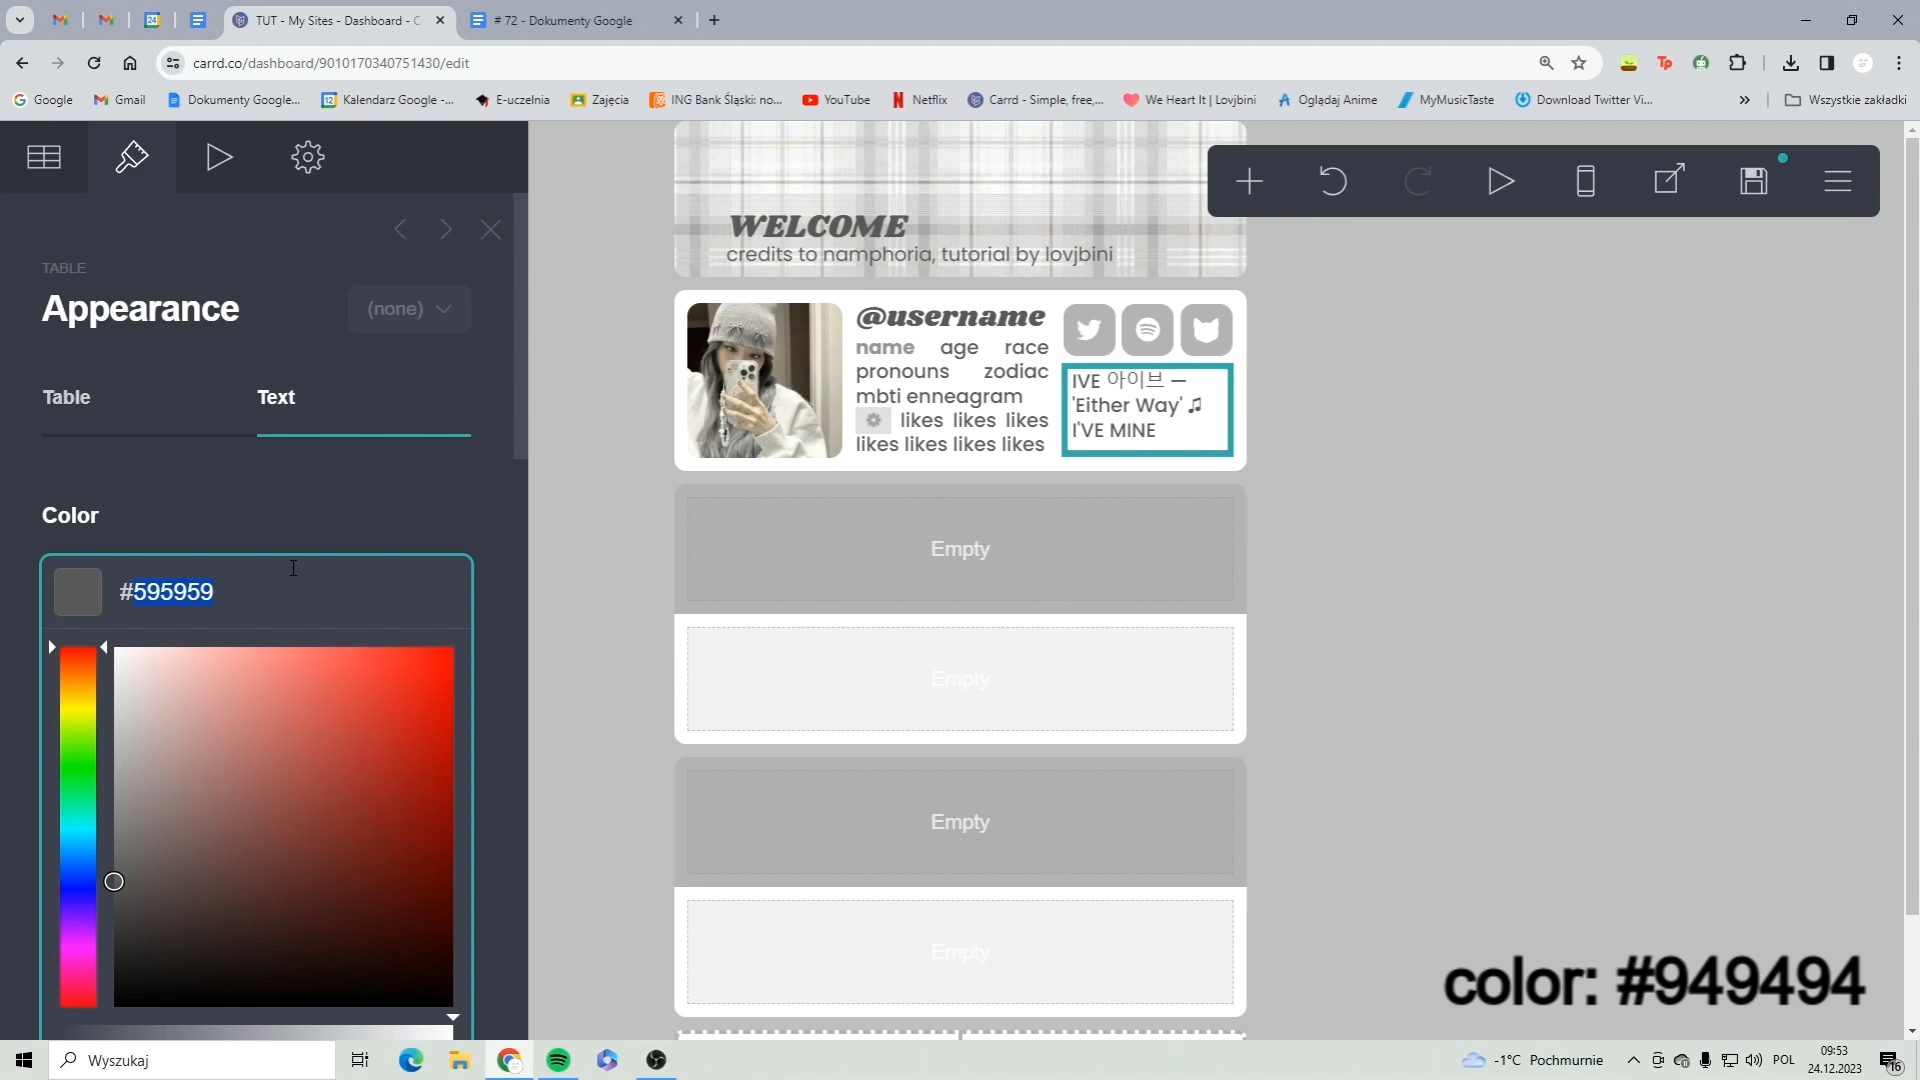 TUT - My Sites - Dashboard - C
# 72 - Dokumenty Google
carrd.co/dashboard/9010170340751430/edit
Google
Gmail
Dokumenty Google...
Kalendarz Google -...
E-uczelnia
Zajęcia
ING Bank Śląski: no...
YouTube
Netflix
Carrd - Simple, free,...
We Heart It | Lovjbini
Oglądaj Anime
MyMusicTaste
Download Twitter Vi...
Wszystkie zakładki
TABLE
Appearance
(none)
Table
Text
Color
#595959
WELCOME
credits to namphoria, tutorial by lovjbini
@username
name age race
pronouns zodiac
mbti enneagram
likes likes likes
likes likes likes likes
IVE 아이브 —
'Either Way' ♫
I'VE MINE
Empty
Empty
Empty
Empty
color: #949494
Wyszukaj
-1°C Pochmurnie
POL
09:53
24.12.2023
16